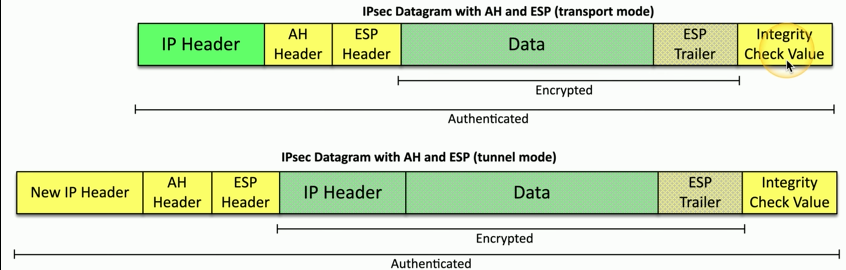 IPsec Datagram with AH and ESP (transport mode)
IP Header
AH
Header
ESP
Header
Data
ESP
Trailer
Integrity
Check Value
Encrypted
Authenticated
IPsec Datagram with AH and ESP (tunnel mode)
New IP Header
AH
Header
ESP
Header
IP Header
Data
ESP
Trailer
Integrity
Check Value
Encrypted
Authenticated